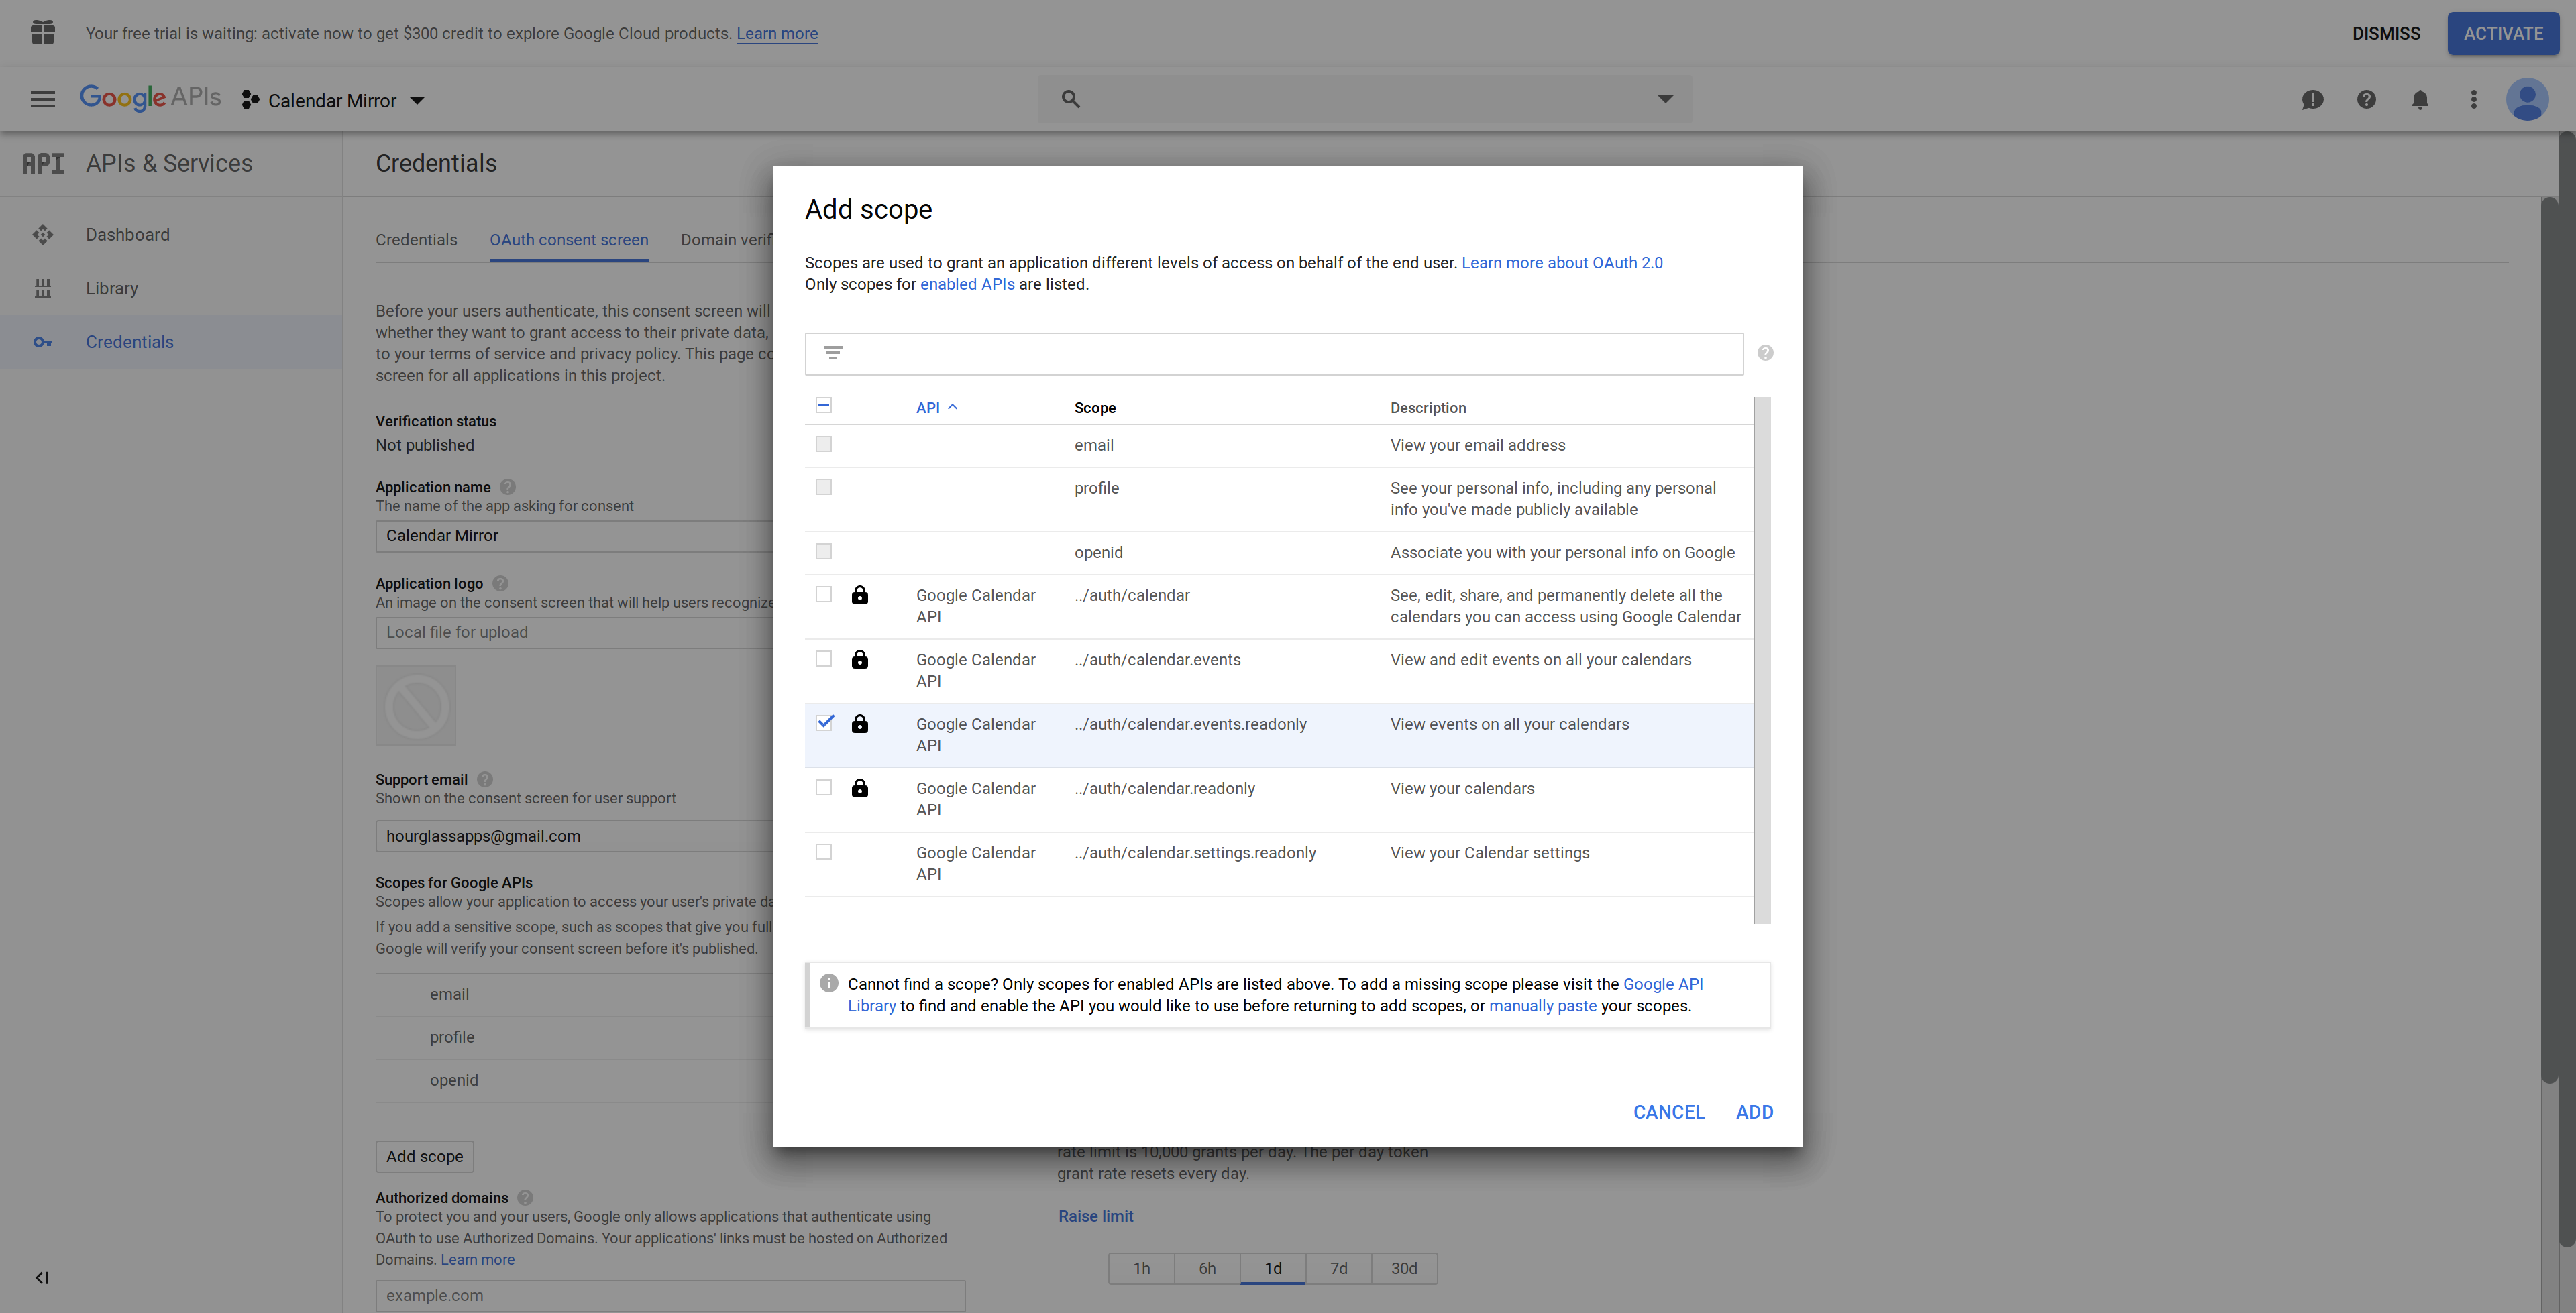 Your free trial is waiting: activate now to get $300 credit to explore Google Cloud products. Learn more
DISMISS
ACTIVATE
Google APIs
Calendar Mirror
API APIs & Services
Dashboard
Library
Credentials
Credentials
Credentials
OAuth consent screen
Domain verif
Before your users authenticate, this consent screen will
whether they want to grant access to their private data,
to your terms of service and privacy policy. This page co
screen for all applications in this project.
Verification status
Not published
Application name
The name of the app asking for consent
Calendar Mirror
Application logo
An image on the consent screen that will help users recognize
Local file for upload
Support email
Shown on the consent screen for user support
hourglassapps@gmail.com
Scopes for Google APIs
Scopes allow your application to access your user's private da
If you add a sensitive scope, such as scopes that give you full
Google will verify your consent screen before it's published.
email
profile
openid
Add scope
Authorized domains
To protect you and your users, Google only allows applications that authenticate using
OAuth to use Authorized Domains. Your applications' links must be hosted on Authorized
Domains. Learn more
example.com
Add scope
Scopes are used to grant an application different levels of access on behalf of the end user. Learn more about OAuth 2.0
Only scopes for enabled APIs are listed.
API Scope Description
email View your email address
profile See your personal info, including any personal
info you've made publicly available
openid Associate you with your personal info on Google
Google Calendar ../auth/calendar See, edit, share, and permanently delete all the
API calendars you can access using Google Calendar
Google Calendar ../auth/calendar.events View and edit events on all your calendars
API
Google Calendar ../auth/calendar.events.readonly View events on all your calendars
API
Google Calendar ../auth/calendar.readonly View your calendars
API
Google Calendar ../auth/calendar.settings.readonly View your Calendar settings
API
Cannot find a scope? Only scopes for enabled APIs are listed above. To add a missing scope please visit the Google API
Library to find and enable the API you would like to use before returning to add scopes, or manually paste your scopes.
CANCEL
ADD
rate limit is 10,000 grants per day. The per day token
grant rate resets every day.
Raise limit
1h 6h 1d 7d 30d